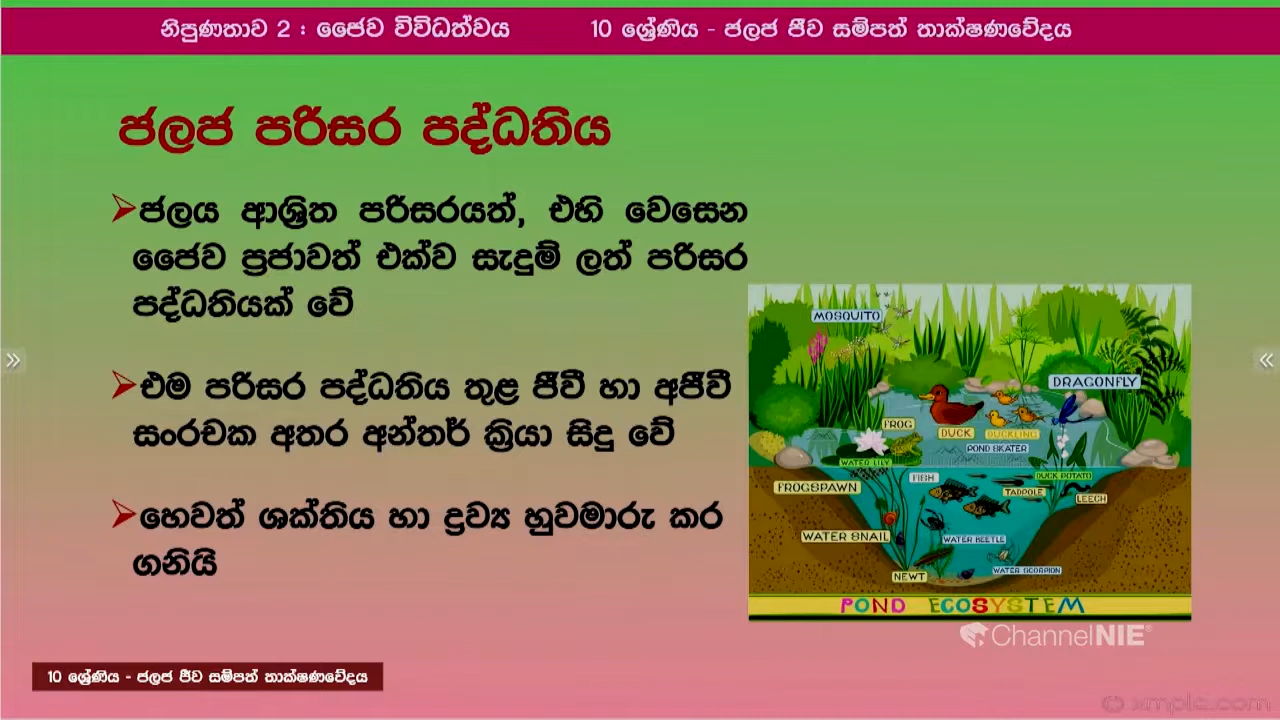 නිපුණතාව 2 : ජෛව විවිධත්වය 10 ශ්‍රේණිය - ජලජ ජීව සම්පත් තාක්ෂණවේදය
ජලජ පරිසර පද්ධතිය
ජලය ආශ්‍රිත පරිසරයත්, එහි වෙසෙන
ජෛව ප්‍රජාවත් එක්ව සැදුම් ලත් පරිසර
පද්ධතියක් වේ
එම පරිසර පද්ධතිය තුළ ජීවී හා අජීවී
සංරචක අතර අන්තර් ක්‍රියා සිදු වේ
හෙවත් ශක්තිය හා ද්‍රව්‍ය හුවමාරු කර
ගනියි
MOSQUITO
DRAGONFLY
FROG
DUCK
DUCKLING
POND SKATER
WATER LILY
FISH
DUCK POTATO
FROGSPAWN
TADPOLE
LEECH
WATER SNAIL
WATER BEETLE
NEWT
WATER SCORPION
POND ECOSYSTEM
ChannelNIE
10 ශ්‍රේණිය - ජලජ ජීව සම්පත් තාක්ෂණවේදය
© xmplc.com